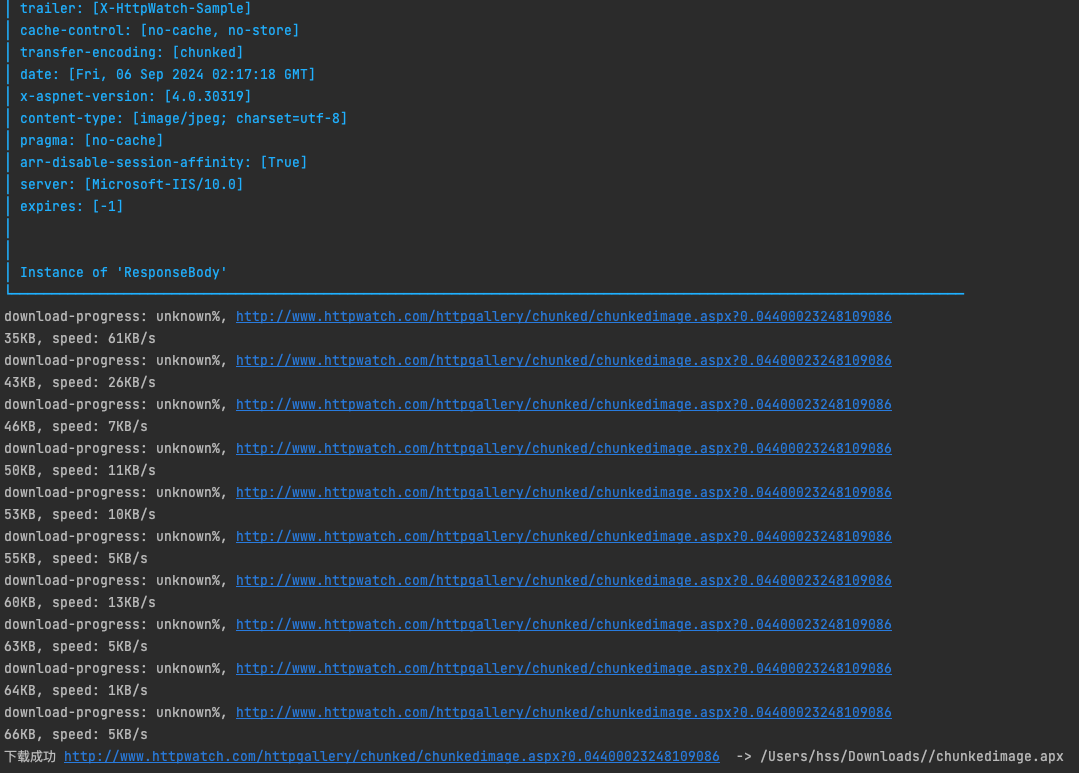 trailer: [X-HttpWatch-Sample]
cache-control: [no-cache, no-store]
transfer-encoding: [chunked]
date: [Fri, 06 Sep 2024 02:17:18 GMT]
x-aspnet-version: [4.0.30319]
content-type: [image/jpeg; charset=utf-8]
pragma: [no-cache]
arr-disable-session-affinity: [True]
server: [Microsoft-IIS/10.0]
expires: [-1]
Instance of 'ResponseBody'
download-progress: unknown%, http://www.httpwatch.com/httpgallery/chunked/chunkedimage.aspx?0.04400023248109086
35KB, speed: 61KB/s
download-progress: unknown%, http://www.httpwatch.com/httpgallery/chunked/chunkedimage.aspx?0.04400023248109086
43KB, speed: 26KB/s
download-progress: unknown%, http://www.httpwatch.com/httpgallery/chunked/chunkedimage.aspx?0.04400023248109086
46KB, speed: 7KB/s
download-progress: unknown%, http://www.httpwatch.com/httpgallery/chunked/chunkedimage.aspx?0.04400023248109086
50KB, speed: 11KB/s
download-progress: unknown%, http://www.httpwatch.com/httpgallery/chunked/chunkedimage.aspx?0.04400023248109086
53KB, speed: 10KB/s
download-progress: unknown%, http://www.httpwatch.com/httpgallery/chunked/chunkedimage.aspx?0.04400023248109086
55KB, speed: 5KB/s
download-progress: unknown%, http://www.httpwatch.com/httpgallery/chunked/chunkedimage.aspx?0.04400023248109086
60KB, speed: 13KB/s
download-progress: unknown%, http://www.httpwatch.com/httpgallery/chunked/chunkedimage.aspx?0.04400023248109086
63KB, speed: 5KB/s
download-progress: unknown%, http://www.httpwatch.com/httpgallery/chunked/chunkedimage.aspx?0.04400023248109086
64KB, speed: 1KB/s
download-progress: unknown%, http://www.httpwatch.com/httpgallery/chunked/chunkedimage.aspx?0.04400023248109086
66KB, speed: 5KB/s
下载成功 http://www.httpwatch.com/httpgallery/chunked/chunkedimage.aspx?0.04400023248109086 -> /Users/hss/Downloads//chunkedimage.apx